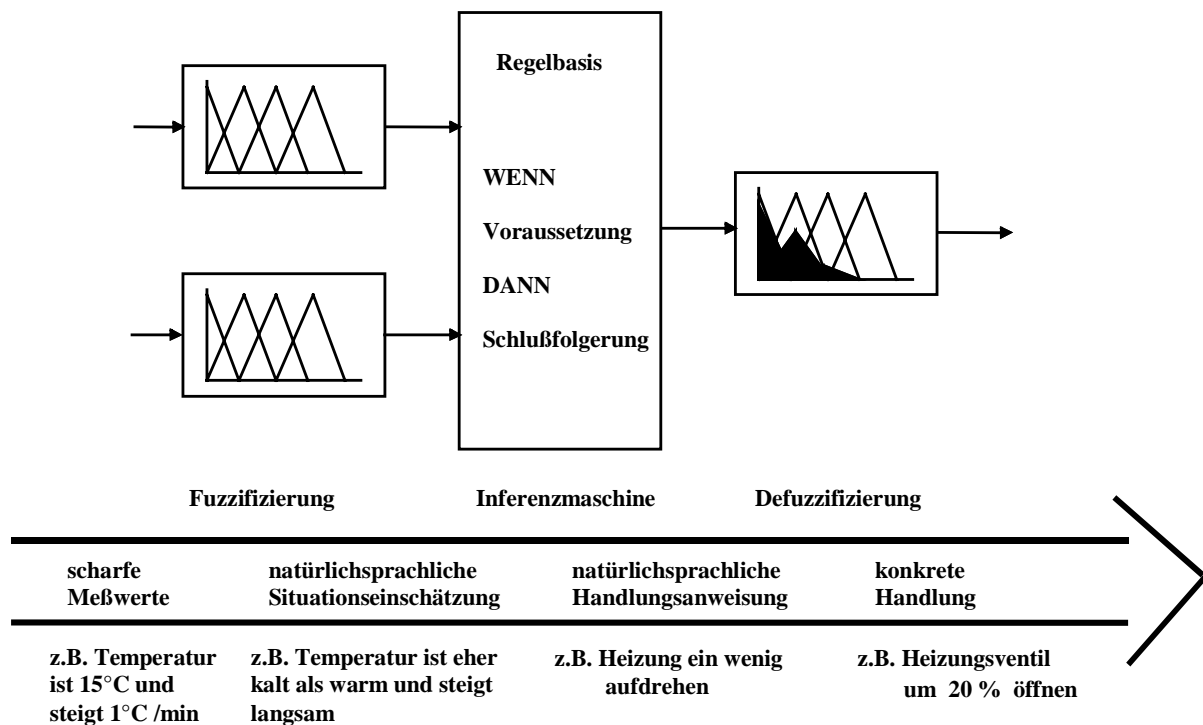 Regelbasis
WENN
Voraussetzung
DANN
Schlußfolgerung
Fuzzifizierung
Inferenzmaschine
Defuzzifizierung
scharfe
Meßwerte
natürlichsprachliche
Situationseinschätzung
natürlichsprachliche
Handlungsanweisung
konkrete
Handlung
z.B. Temperatur
ist 15°C und
steigt 1°C /min
z.B. Temperatur ist eher
kalt als warm und steigt
langsam
z.B. Heizung ein wenig
aufdrehen
z.B. Heizungsventil
um 20 % öffnen